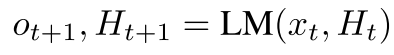 o_{t+1}, H_{t+1} = LM(x_t, H_t)